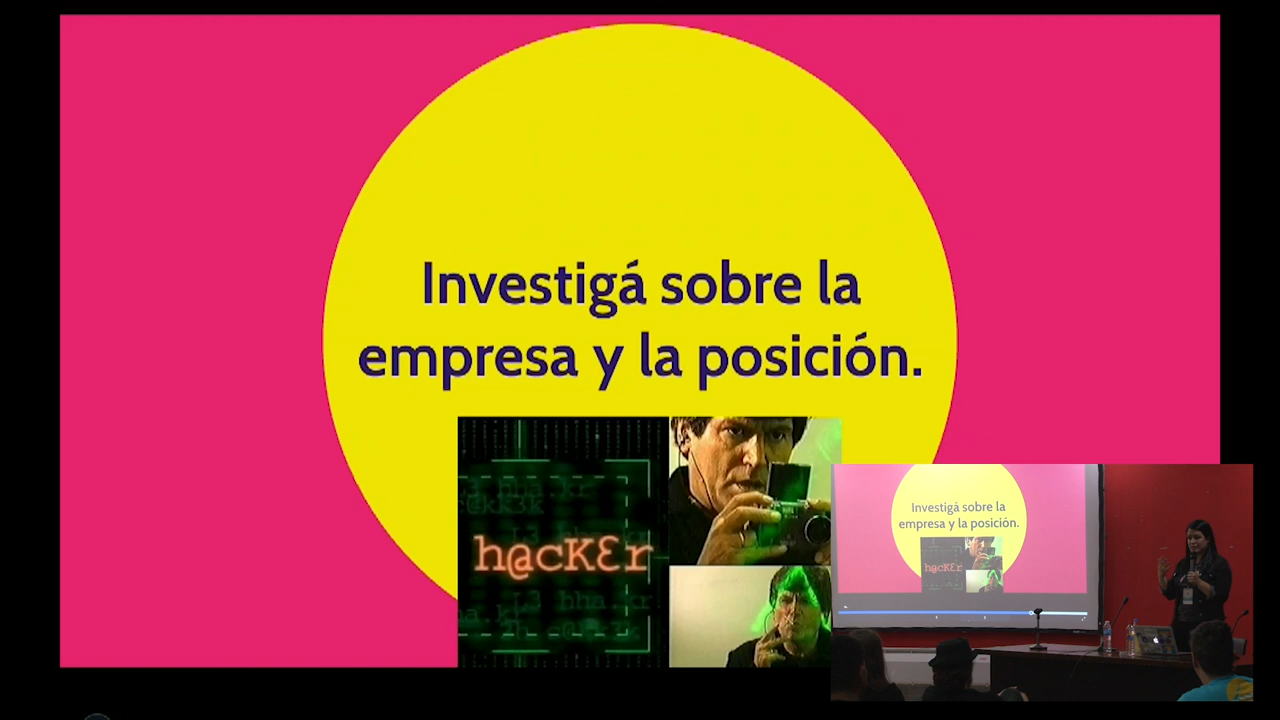 Investigá sobre la
empresa y la posición.
h@cKEr
Investigá sobre la
empresa y la posición.
h@cKEr